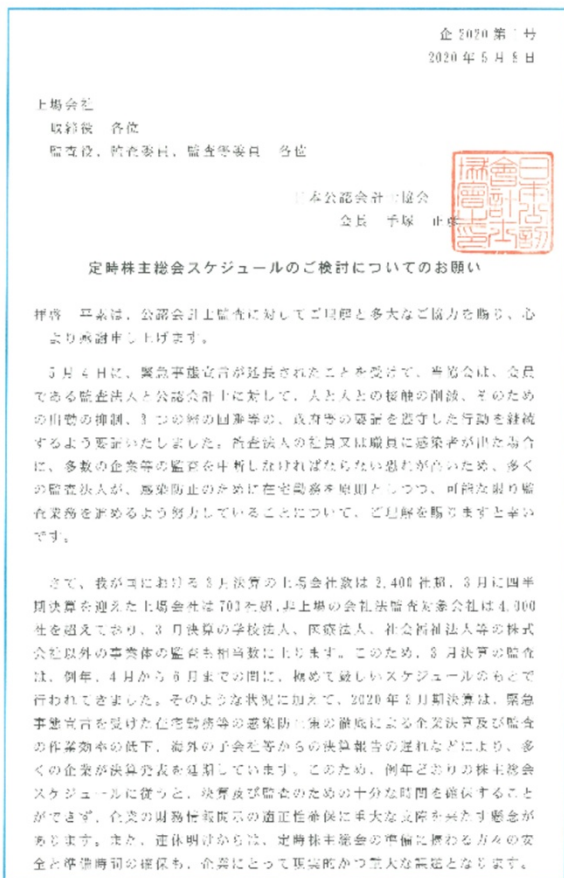 企2020第 号
2020年5月8日
上場会社
取締役 各位
監査役、監査委員、監査等委員 各位
日本公認会計士協会
会長 手塚 正彦
定時株主総会スケジュールのご検討についてのお願い
拝啓 平素は、公認会計士監査に対してご理解と多大なご協力を賜り、心
より感謝申し上げます。
5月4日に、緊急事態宣言が延長されたことを受けて、当協会は、会員
である監査法人と公認会計士に対して、人と人との接触の削減、そのため
の出勤の抑制、3つの密の回避等の、政府等の要請を遵守した行動を継続
するよう要請いたしました。監査法人の社員又は職員に感染者が出た場合
に、多数の企業等の監査を中断しなければならない恐れが高いため、多く
の監査法人が、感染防止のために在宅勤務を原則としつつ、可能な限り監
査業務を進めるよう努力していることについて、ご理解を賜りますと幸い
です。
さて、我が国における3月決算の上場会社数は2,400社超、3月に四半
期決算を迎えた上場会社は700社超、非上場の会社法監査対象会社は4,000
社を超えており、3月決算の学校法人、医療法人、社会福祉法人等の株式
会社以外の事業体の監査も相当数に上ります。このため、3月決算の監査
は、例年、4月から6月までの間に、極めて厳しいスケジュールのもとで
行われてきました。そのような状況に加えて、2020年3月期決算は、緊急
事態宣言を受けた在宅勤務等の感染防止策の徹底による企業決算及び監査
の作業効率の低下、海外の子会社等からの決算報告の遅れなどにより、多
くの企業が決算発表を延期しています。このため、例年どおりの株主総会
スケジュールに従うと、決算及び監査のための十分な時間を確保すること
ができず、企業の財務情報開示の適正性確保に重大な支障を来たす懸念が
あります。また、連休明けからは、定時株主総会の準備に携わる方々の安
全と準備時間の確保も、企業にとって現実的かつ重大な課題となります。